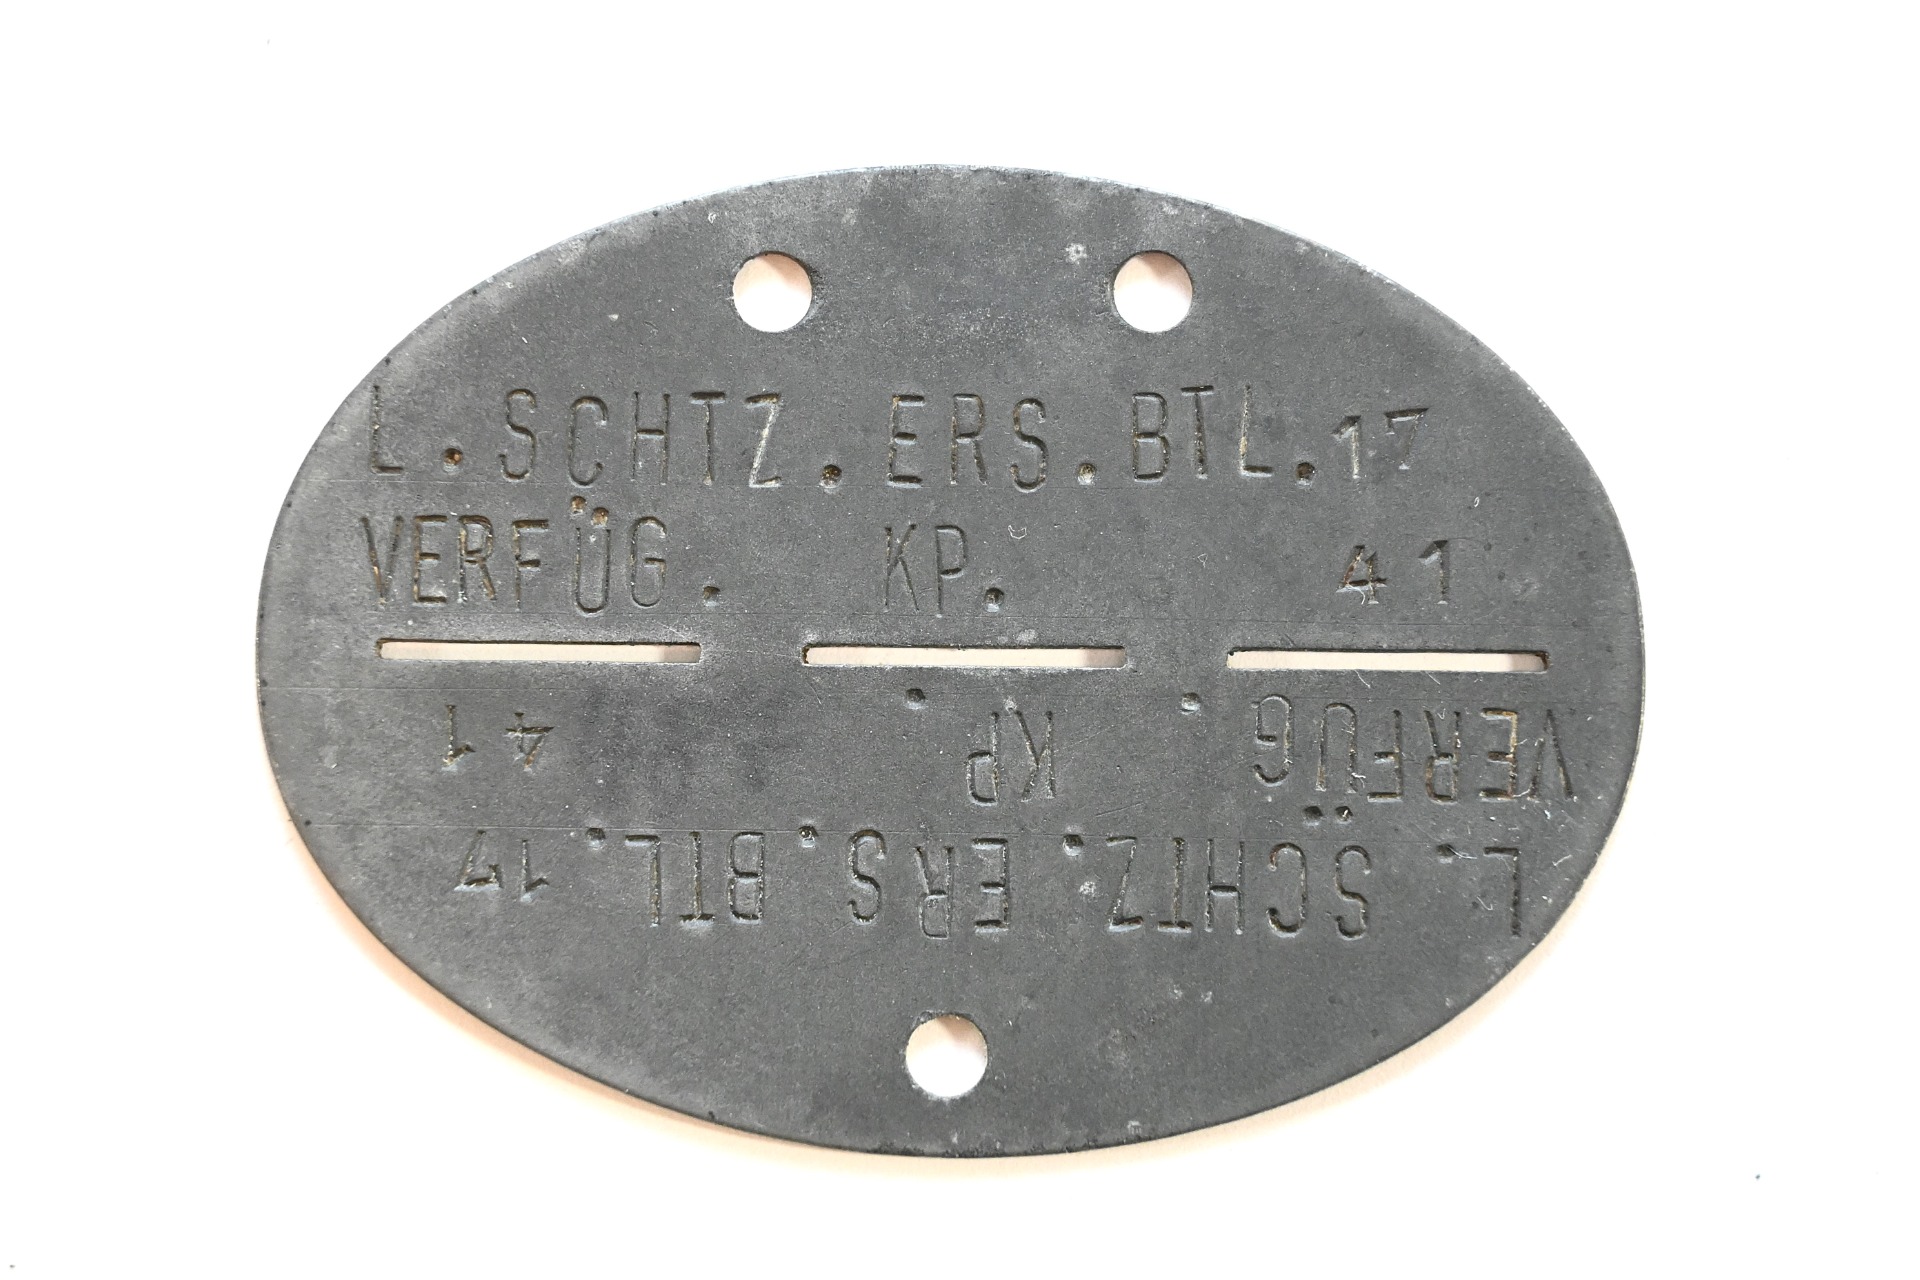 L.SCHTZ.ERS.BTL.17
VERFÜG. KP. 41
VERFÜG. KP. 41
L.SCHTZ.ERS.BTL.17